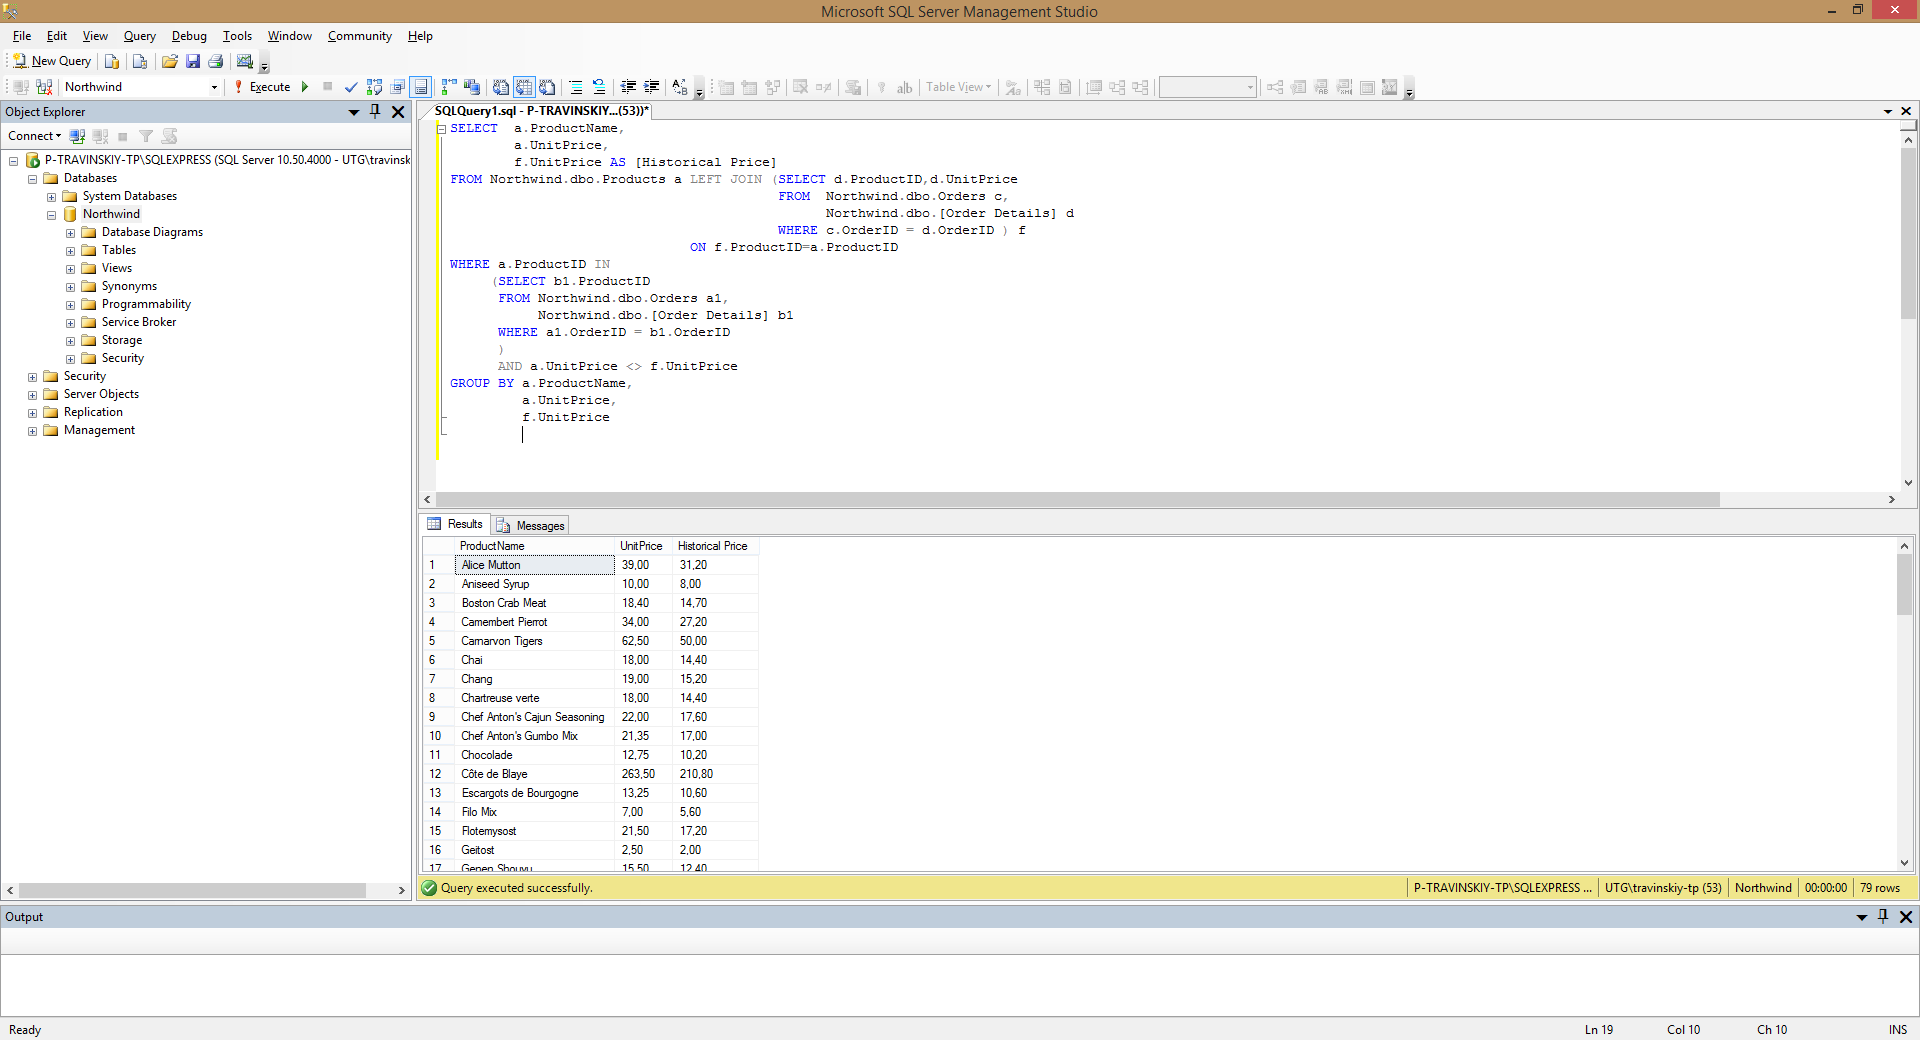 Microsoft SQL Server Management Studio
File Edit View Query Debug Tools Window Community Help
New Query
Northwind Execute Table View
Object Explorer
Connect
P-TRAVINSKIY-TP\SQLEXPRESS (SQL Server 10.50.4000 - UTG\travinsk
Databases
System Databases
Northwind
Database Diagrams
Tables
Views
Synonyms
Programmability
Service Broker
Storage
Security
Security
Server Objects
Replication
Management
SQLQuery1.sql - P-TRAVINSKIY...(53))*
SELECT a.ProductName,
a.UnitPrice,
f.UnitPrice AS [Historical Price]
FROM Northwind.dbo.Products a LEFT JOIN (SELECT d.ProductID,d.UnitPrice
FROM Northwind.dbo.Orders c,
Northwind.dbo.[Order Details] d
WHERE c.OrderID = d.OrderID ) f
ON f.ProductID=a.ProductID
WHERE a.ProductID IN
(SELECT b1.ProductID
FROM Northwind.dbo.Orders a1,
Northwind.dbo.[Order Details] b1
WHERE a1.OrderID = b1.OrderID
)
AND a.UnitPrice <> f.UnitPrice
GROUP BY a.ProductName,
a.UnitPrice,
f.UnitPrice
Results Messages
ProductName UnitPrice Historical Price
1 Alice Mutton 39,00 31,20
2 Aniseed Syrup 10,00 8,00
3 Boston Crab Meat 18,40 14,70
4 Camembert Pierrot 34,00 27,20
5 Carnarvon Tigers 62,50 50,00
6 Chai 18,00 14,40
7 Chang 19,00 15,20
8 Chartreuse verte 18,00 14,40
9 Chef Anton's Cajun Seasoning 22,00 17,60
10 Chef Anton's Gumbo Mix 21,35 17,00
11 Chocolade 12,75 10,20
12 Côte de Blaye 263,50 210,80
13 Escargots de Bourgogne 13,25 10,60
14 Filo Mix 7,00 5,60
15 Flotemysost 21,50 17,20
16 Geitost 2,50 2,00
17 Genen Shouyu 15,50 12,40
Query executed successfully. P-TRAVINSKIY-TP\SQLEXPRESS ... UTG\travinskiy-tp (53) Northwind 00:00:00 79 rows
Output
Ready Ln 19 Col 10 Ch 10 INS